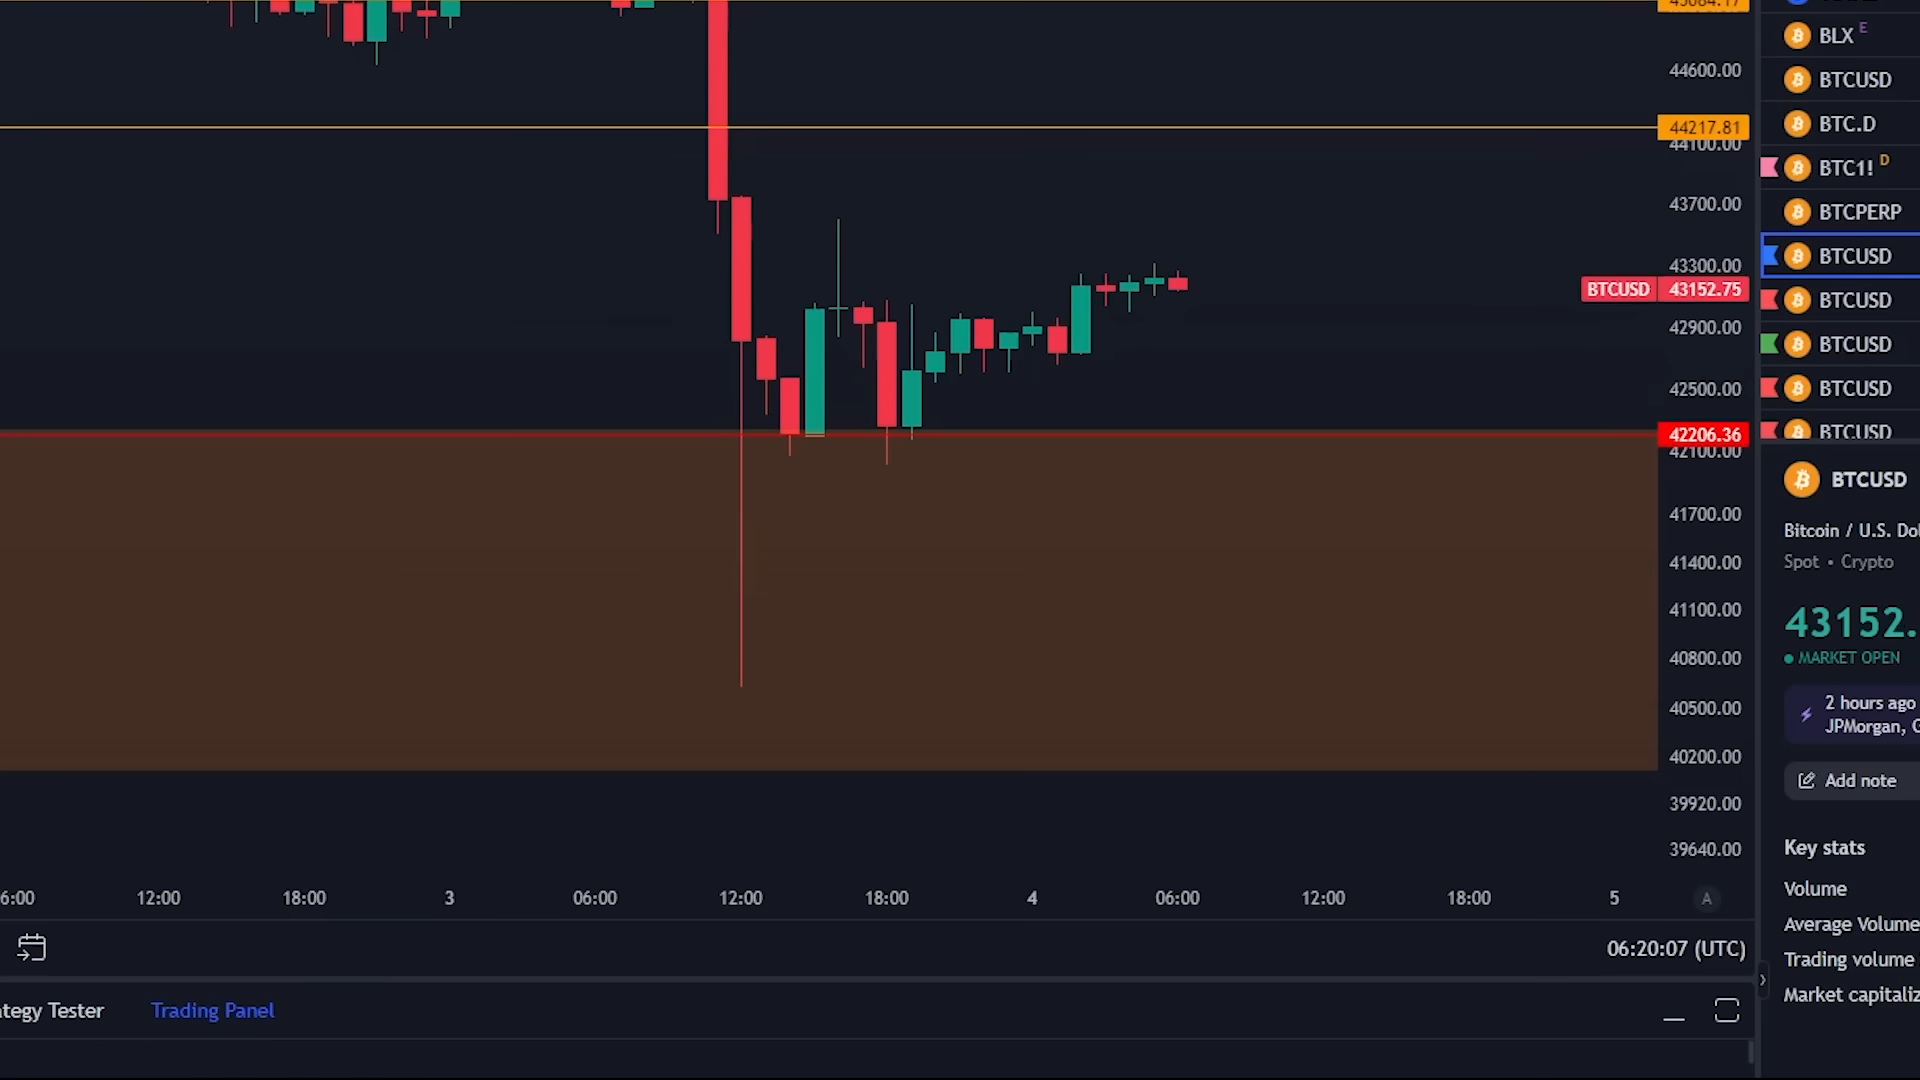 45084.17
44600.00
44217.81
44100.00
43700.00
43300.00
BTCUSD 43152.75
42900.00
42500.00
42206.36
42100.00
41700.00
41400.00
41100.00
40800.00
40500.00
40200.00
39920.00
39640.00
6:00 12:00 18:00 3 06:00 12:00 18:00 4 06:00 12:00 18:00 5 A
06:20:07 (UTC)
ategy Tester Trading Panel
BLX E
BTCUSD
BTC.D
BTC1! D
BTCPERP
BTCUSD
BTCUSD
BTCUSD
BTCUSD
BTCUSD
BTCUSD
Bitcoin / U.S. Dol
Spot • Crypto
43152.
MARKET OPEN
2 hours ago
JPMorgan, G
Add note
Key stats
Volume
Average Volume
Trading volume
Market capitaliz